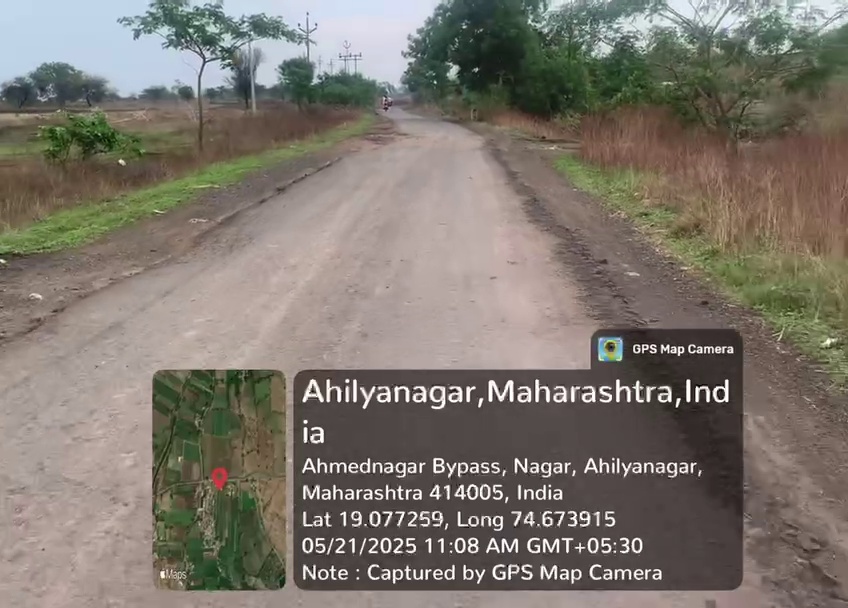 GPS Map Camera
Ahilyanagar,Maharashtra,Ind
ia
Ahmednagar Bypass, Nagar, Ahilyanagar,
Maharashtra 414005, India
Lat 19.077259, Long 74.673915
05/21/2025 11:08 AM GMT+05:30
Note : Captured by GPS Map Camera
Maps